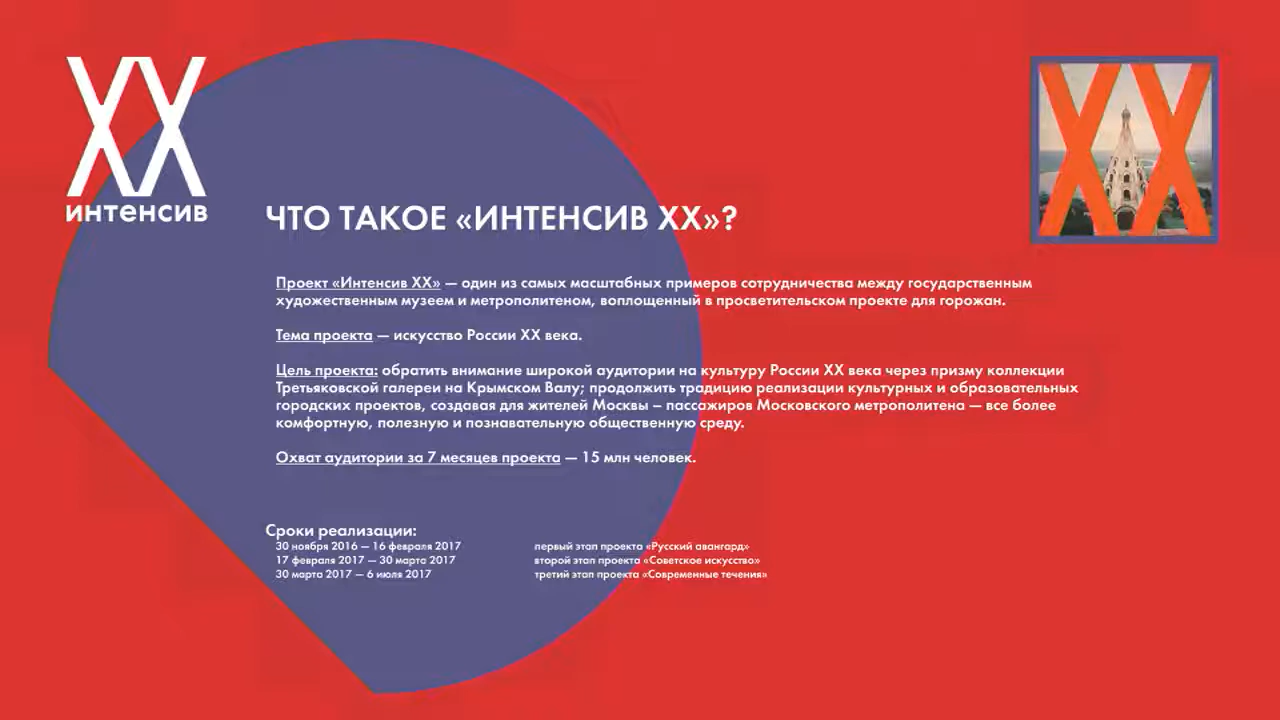 XX
интенсив
XX
ЧТО ТАКОЕ «ИНТЕНСИВ XX»?
Проект «Интенсив XX» — один из самых масштабных примеров сотрудничества между государственным
художественным музеем и метрополитеном, воплощенный в просветительском проекте для горожан.
Тема проекта — искусство России XX века.
Цель проекта: обратить внимание широкой аудитории на культуру России XX века через призму коллекции
Третьяковской галереи на Крымском Валу; продолжить традицию реализации культурных и образовательных
городских проектов, создавая для жителей Москвы – пассажиров Московского метрополитена — все более
комфортную, полезную и познавательную общественную среду.
Охват аудитории за 7 месяцев проекта — 15 млн человек.
Сроки реализации:
30 ноября 2016 — 16 февраля 2017 первый этап проекта «Русский авангард»
17 февраля 2017 — 30 марта 2017 второй этап проекта «Советское искусство»
30 марта 2017 — 6 июля 2017 третий этап проекта «Современные течения»